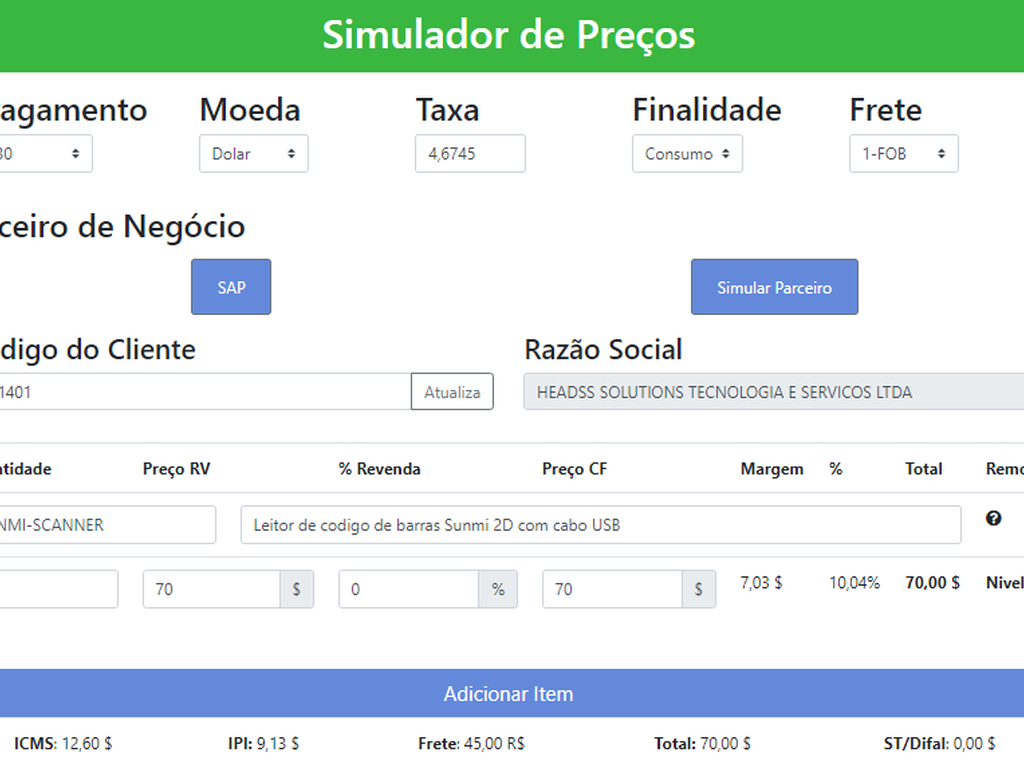 Simulador de Preços
agamento Moeda Taxa Finalidade Frete
30 Dolar 4,6745 Consumo 1-FOB
ceiro de Negócio
SAP Simular Parceiro
digo do Cliente Razão Social
1401 Atualiza HEADSS SOLUTIONS TECNOLOGIA E SERVICOS LTDA
ntidade Preço RV % Revenda Preço CF Margem % Total Remo
NMI-SCANNER Leitor de codigo de barras Sunmi 2D com cabo USB
70 $ 0 % 70 $ 7,03 $ 10,04% 70,00 $ Nivel
Adicionar Item
ICMS: 12,60 $ IPI: 9,13 $ Frete: 45,00 R$ Total: 70,00 $ ST/Difal: 0,00 $